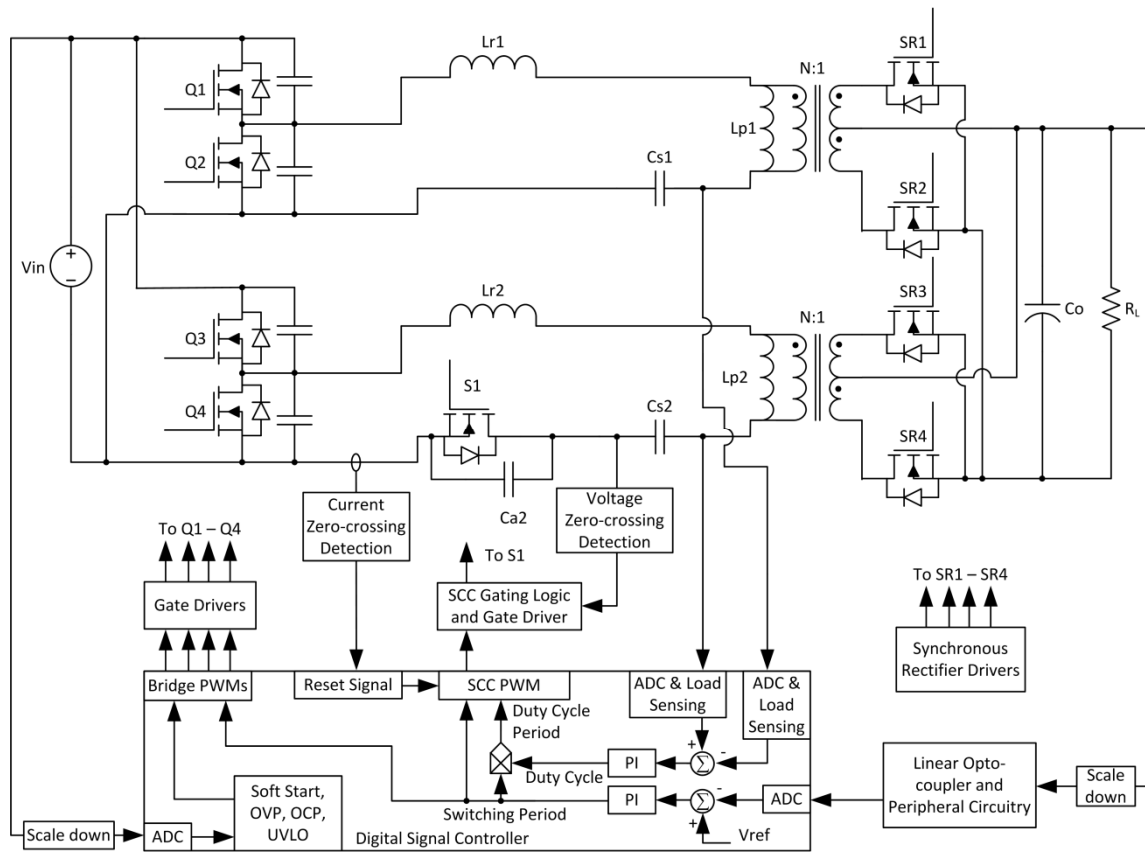 Lr1
SR1
N:1
Q1
Lp1
Q2
Cs1
SR2
Vin
+
−
Lr2
SR3
N:1
Co
RL
Q3
S1
Lp2
Q4
Cs2
SR4
Ca2
Current
Zero-crossing
Detection
Voltage
Zero-crossing
Detection
To Q1 – Q4
To S1
To SR1 – SR4
Gate Drivers
SCC Gating Logic
and Gate Driver
Synchronous
Rectifier Drivers
Bridge PWMs
Reset Signal
SCC PWM
ADC & Load
Sensing
ADC &
Load
Sensing
Duty Cycle
Period
+
-
PI
Σ
Duty Cycle
Linear Opto-
coupler and
Peripheral Circuitry
Scale
down
Soft Start,
OVP, OCP,
UVLO
Switching Period
PI
Σ
-
+
ADC
Vref
Scale down
ADC
Digital Signal Controller